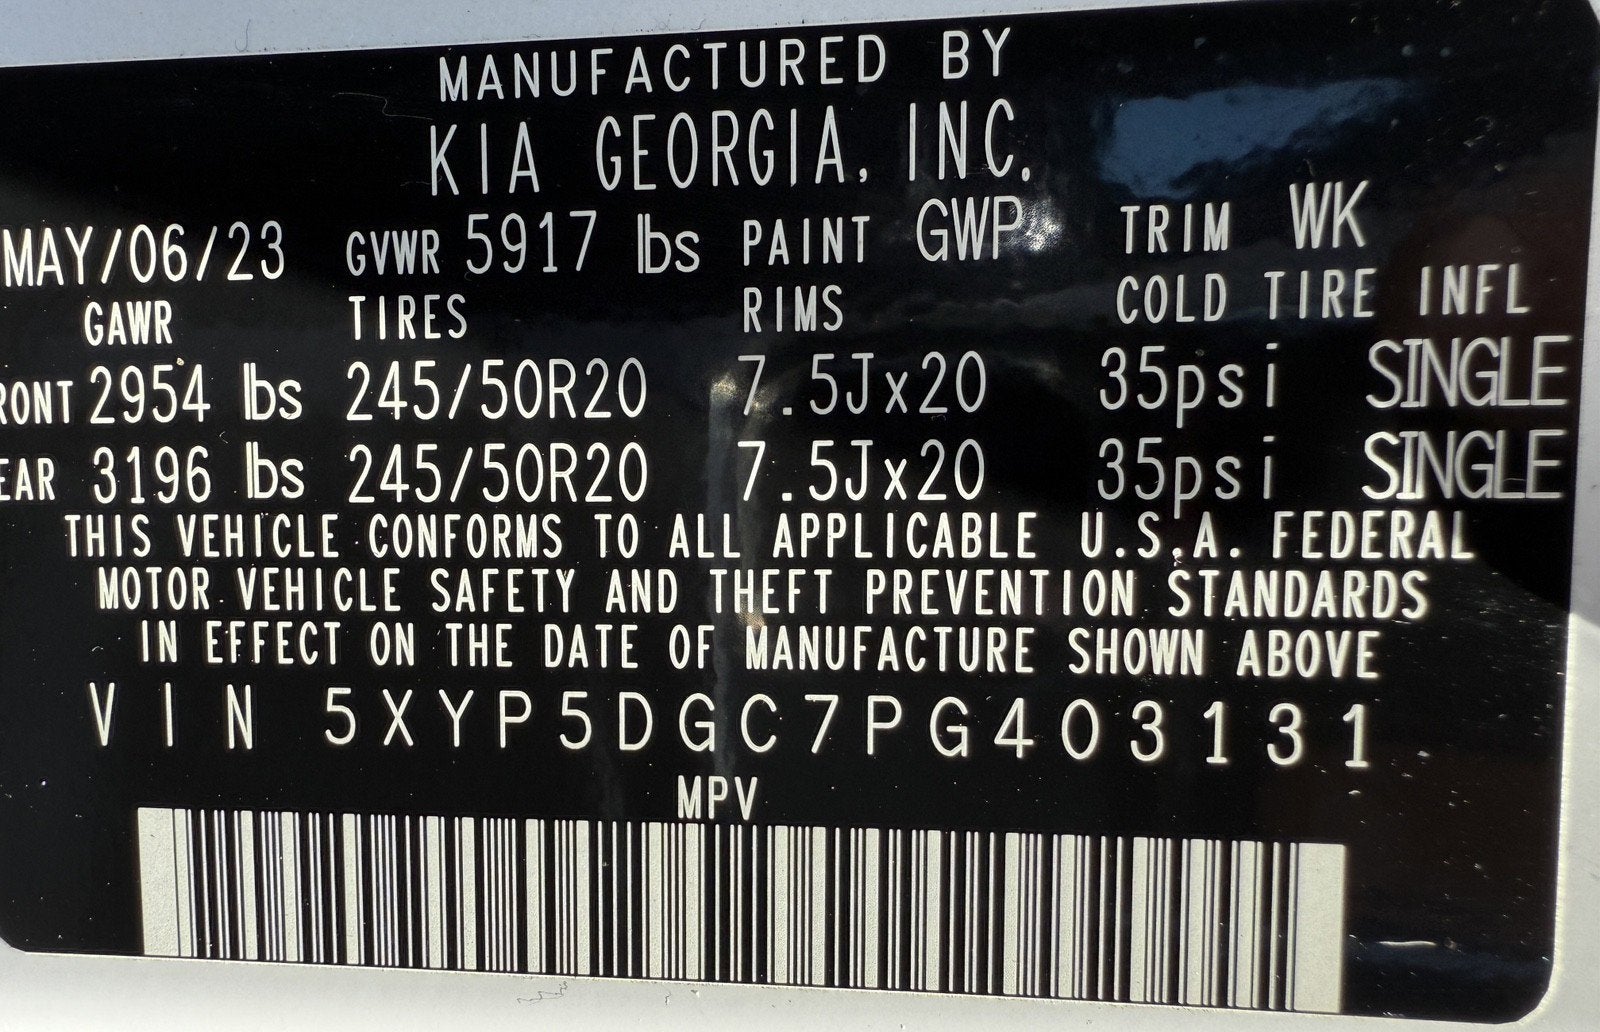 MANUFACTURED BY
KIA GEORGIA, INC.
MAY/06/23 GVWR 5917 lbs PAINT GWP TRIM WK
GAWR TIRES RIMS COLD TIRE INFL
RONT 2954 lbs 245/50R20 7.5Jx20 35psi SINGLE
EAR 3196 lbs 245/50R20 7.5Jx20 35psi SINGLE
THIS VEHICLE CONFORMS TO ALL APPLICABLE U.S.A. FEDERAL
MOTOR VEHICLE SAFETY AND THEFT PREVENTION STANDARDS
IN EFFECT ON THE DATE OF MANUFACTURE SHOWN ABOVE
VIN 5XYP5DGC7PG403131
MPV